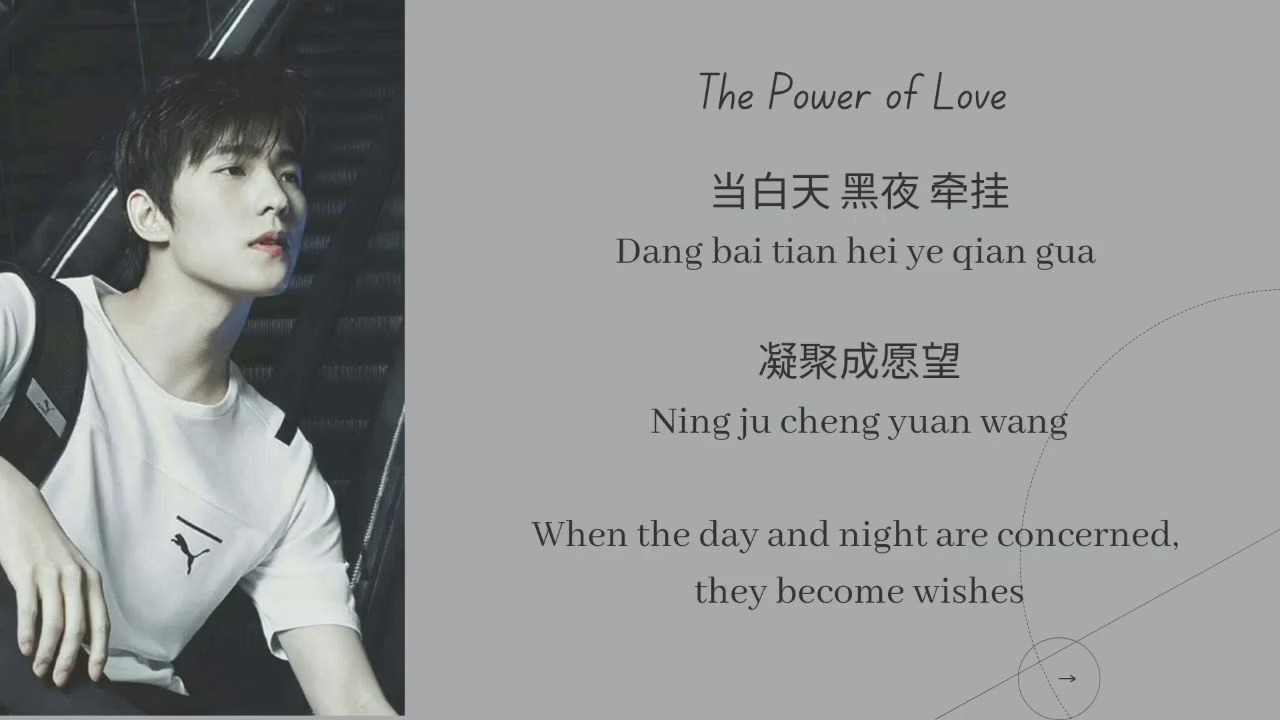 The Power of Love
当白天 黑夜 牵挂
Dang bai tian hei ye qian gua
凝聚成愿望
Ning ju cheng yuan wang
When the day and night are concerned,
they become wishes